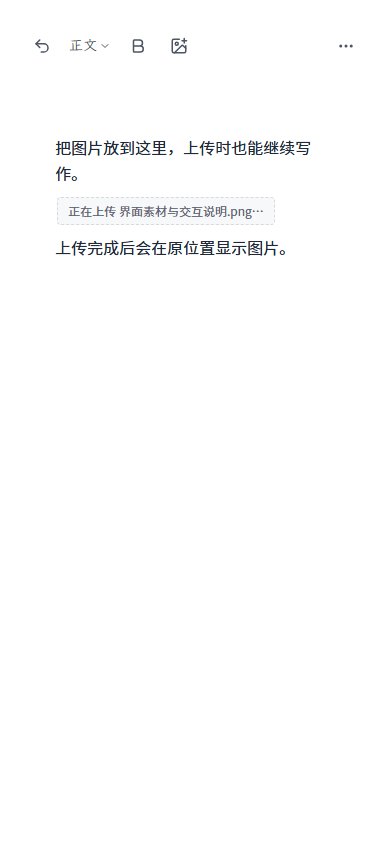 正文
把图片放到这里，上传时也能继续写
作。
正在上传 界面素材与交互说明.png…
上传完成后会在原位置显示图片。